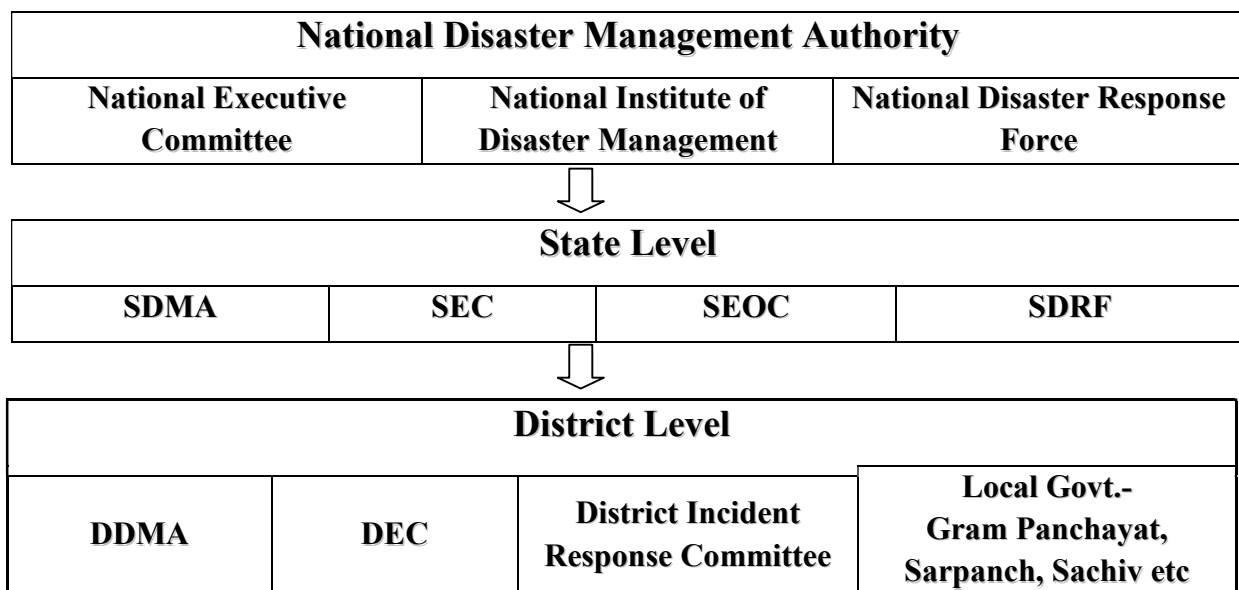 National Disaster Management Authority
National Executive
Committee
National Institute of
Disaster Management
National Disaster Response
Force
State Level
SDMA
SEC
SEOC
SDRF
District Level
DDMA
DEC
District Incident
Response Committee
Local Govt.-
Gram Panchayat,
Sarpanch, Sachiv etc